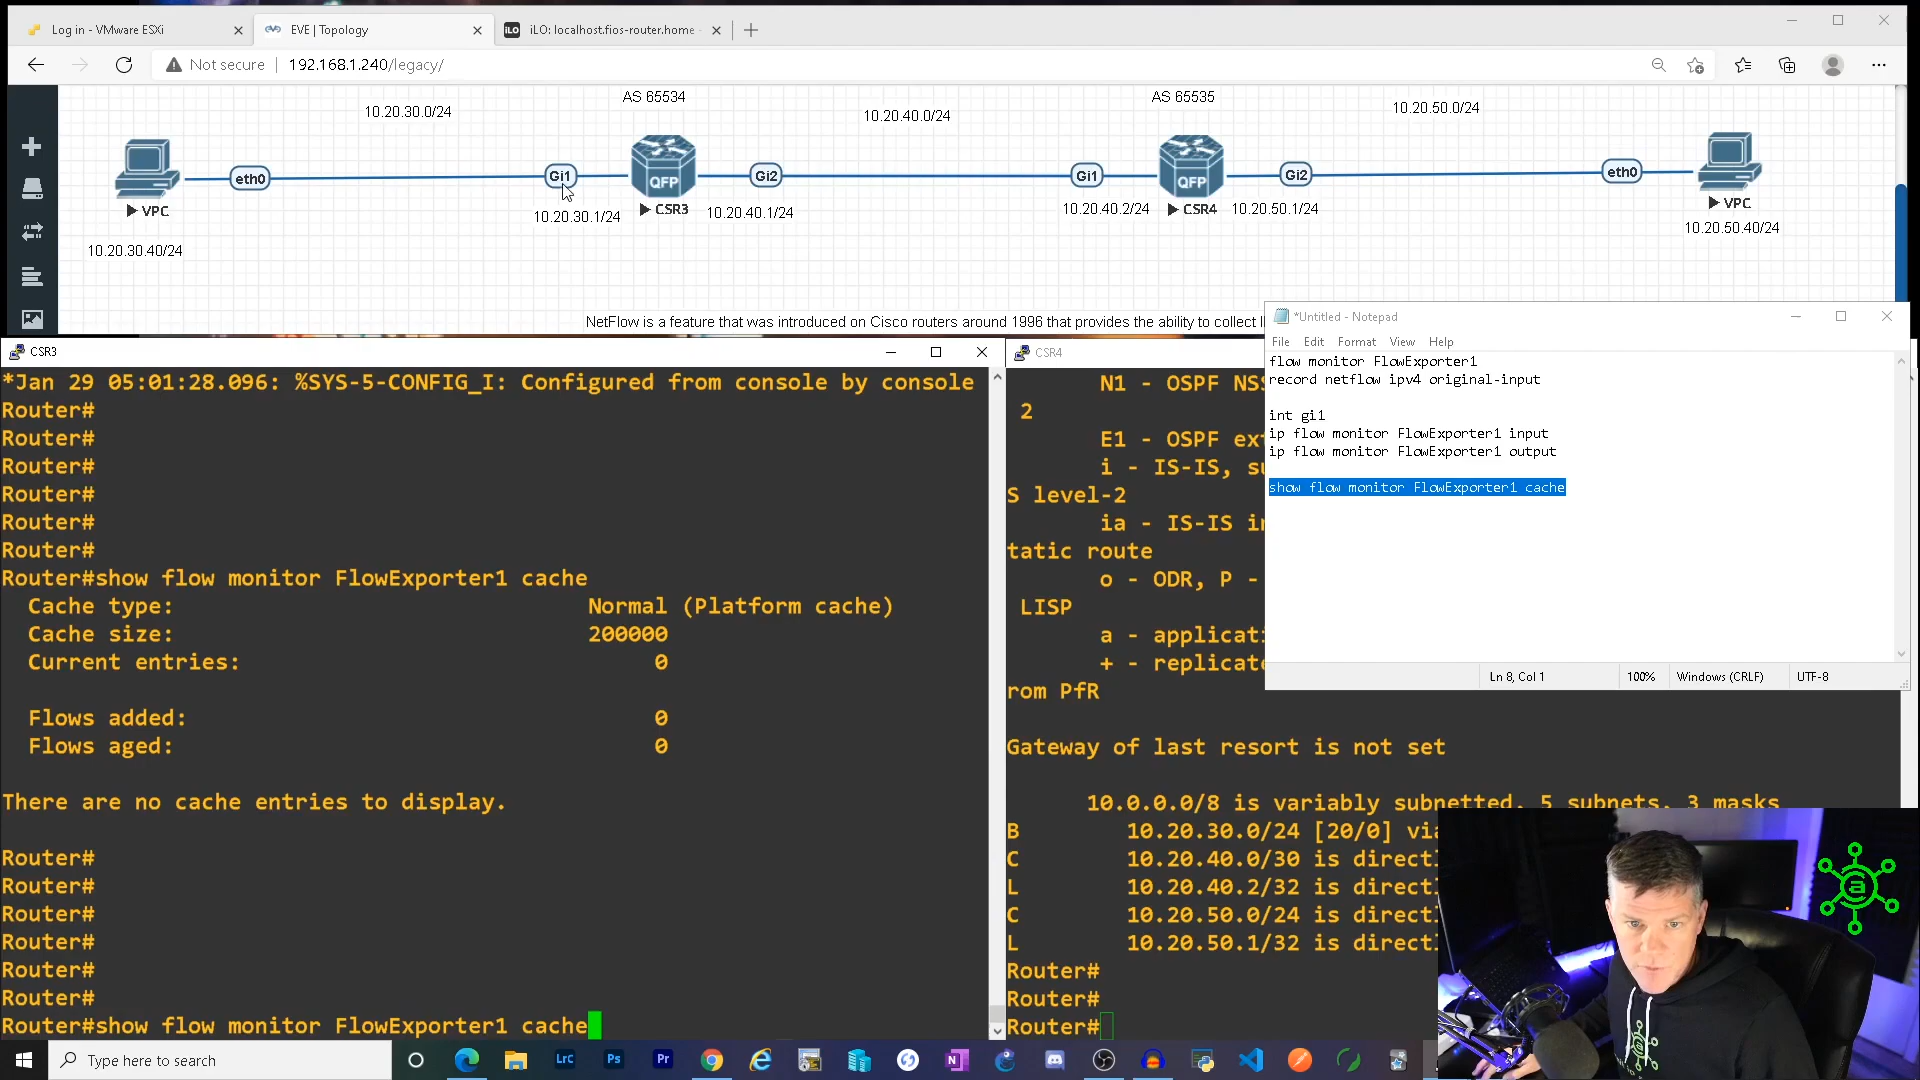 Log in - VMware ESXi
EVE | Topology
iLO: localhost.fios-router.home
Not secure
192.168.1.240/legacy/
AS 65534
AS 65535
10.20.30.0/24
10.20.40.0/24
10.20.50.0/24
eth0
Gi1
QFP
Gi2
Gi1
QFP
Gi2
eth0
VPC
CSR3
CSR4
VPC
10.20.30.1/24
10.20.40.1/24
10.20.40.2/24
10.20.50.1/24
10.20.30.40/24
10.20.50.40/24
NetFlow is a feature that was introduced on Cisco routers around 1996 that provides the ability to collect
*Untitled - Notepad
File Edit Format View Help
flow monitor FlowExporter1
record netflow ipv4 original-input
int gi1
ip flow monitor FlowExporter1 input
ip flow monitor FlowExporter1 output
show flow monitor FlowExporter1 cache
Ln 8, Col 1
100%
Windows (CRLF)
UTF-8
CSR3
*Jan 29 05:01:28.096: %SYS-5-CONFIG_I: Configured from console by console
Router#
Router#
Router#
Router#
Router#
Router#
Router#show flow monitor FlowExporter1 cache
Cache type: Normal (Platform cache)
Cache size: 200000
Current entries: 0
Flows added: 0
Flows aged: 0
There are no cache entries to display.
Router#
Router#
Router#
Router#
Router#
Router#
Router#show flow monitor FlowExporter1 cache
CSR4
N1 - OSPF NSS
2
E1 - OSPF ext
i - IS-IS, su
S level-2
ia - IS-IS in
tatic route
o - ODR, P -
LISP
a - applicati
+ - replicate
rom PfR
Gateway of last resort is not set
10.0.0.0/8 is variably subnetted, 5 subnets, 3 masks
B 10.20.30.0/24 [20/0] via
C 10.20.40.0/30 is directl
L 10.20.40.2/32 is directl
C 10.20.50.0/24 is directl
L 10.20.50.1/32 is directl
Router#
Router#
Router#
a
Type here to search
LrC
Ps
Pr